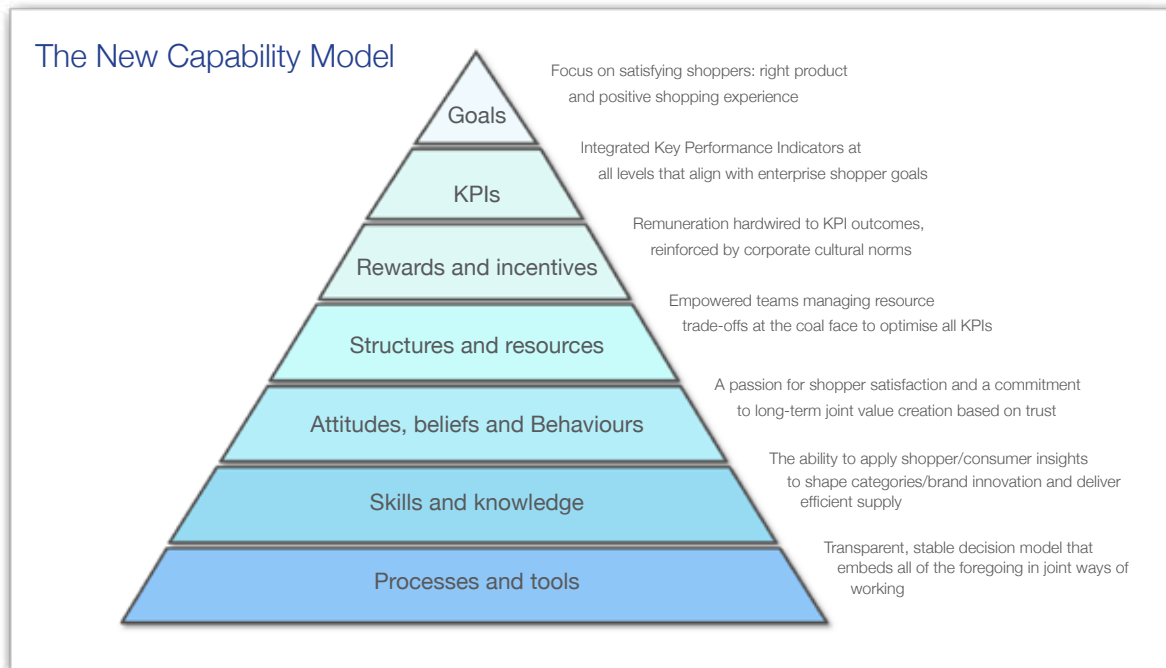 The New Capability Model
Goals
Focus on satisfying shoppers: right product
and positive shopping experience
KPIs
Integrated Key Performance Indicators at
all levels that align with enterprise shopper goals
Rewards and incentives
Remuneration hardwired to KPI outcomes,
reinforced by corporate cultural norms
Structures and resources
Empowered teams managing resource
trade-offs at the coal face to optimise all KPIs
Attitudes, beliefs and Behaviours
A passion for shopper satisfaction and a commitment
to long-term joint value creation based on trust
Skills and knowledge
The ability to apply shopper/consumer insights
to shape categories/brand innovation and deliver
efficient supply
Processes and tools
Transparent, stable decision model that
embeds all of the foregoing in joint ways of
working